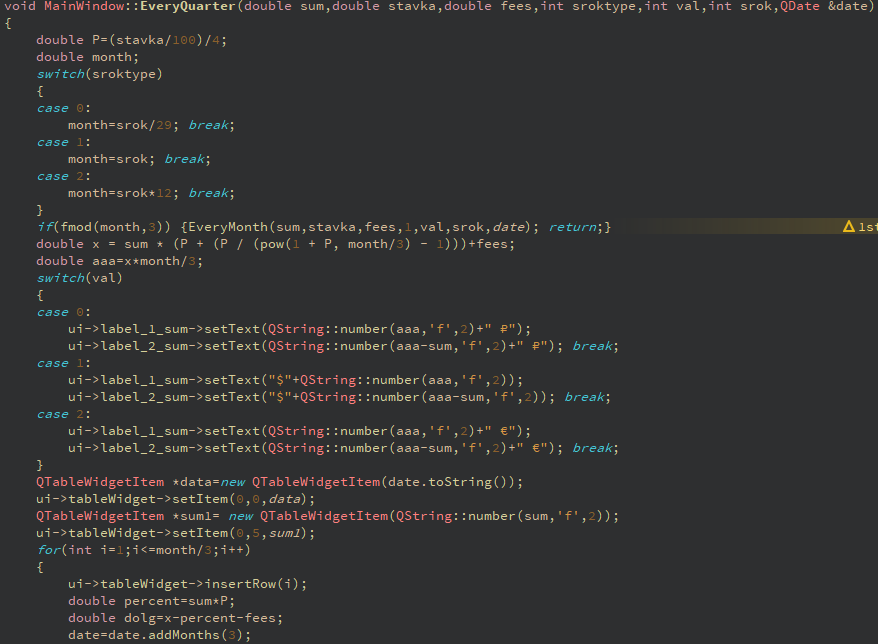 void MainWindow::EveryQuarter(double sum,double stavka,double fees,int sroktype,int val,int srok,QDate &date)
{
    double P=(stavka/100)/4;
    double month;
    switch(sroktype)
    {
    case 0:
        month=srok/29; break;
    case 1:
        month=srok; break;
    case 2:
        month=srok*12; break;
    }
    if(fmod(month,3)) {EveryMonth(sum,stavka,fees,1,val,srok,date); return;}
    double x = sum * (P + (P / (pow(1 + P, month/3) - 1)))+fees;
    double aaa=x*month/3;
    switch(val)
    {
    case 0:
        ui->label_1_sum->setText(QString::number(aaa,'f',2)+" ₽");
        ui->label_2_sum->setText(QString::number(aaa-sum,'f',2)+" ₽"); break;
    case 1:
        ui->label_1_sum->setText("$"+QString::number(aaa,'f',2));
        ui->label_2_sum->setText("$"+QString::number(aaa-sum,'f',2)); break;
    case 2:
        ui->label_1_sum->setText(QString::number(aaa,'f',2)+" €");
        ui->label_2_sum->setText(QString::number(aaa-sum,'f',2)+" €"); break;
    }
    QTableWidgetItem *data=new QTableWidgetItem(date.toString());
    ui->tableWidget->setItem(0,0,data);
    QTableWidgetItem *sum1= new QTableWidgetItem(QString::number(sum,'f',2));
    ui->tableWidget->setItem(0,5,sum1);
    for(int i=1;i<=month/3;i++)
    {
        ui->tableWidget->insertRow(i);
        double percent=sum*P;
        double dolg=x-percent-fees;
        date=date.addMonths(3);